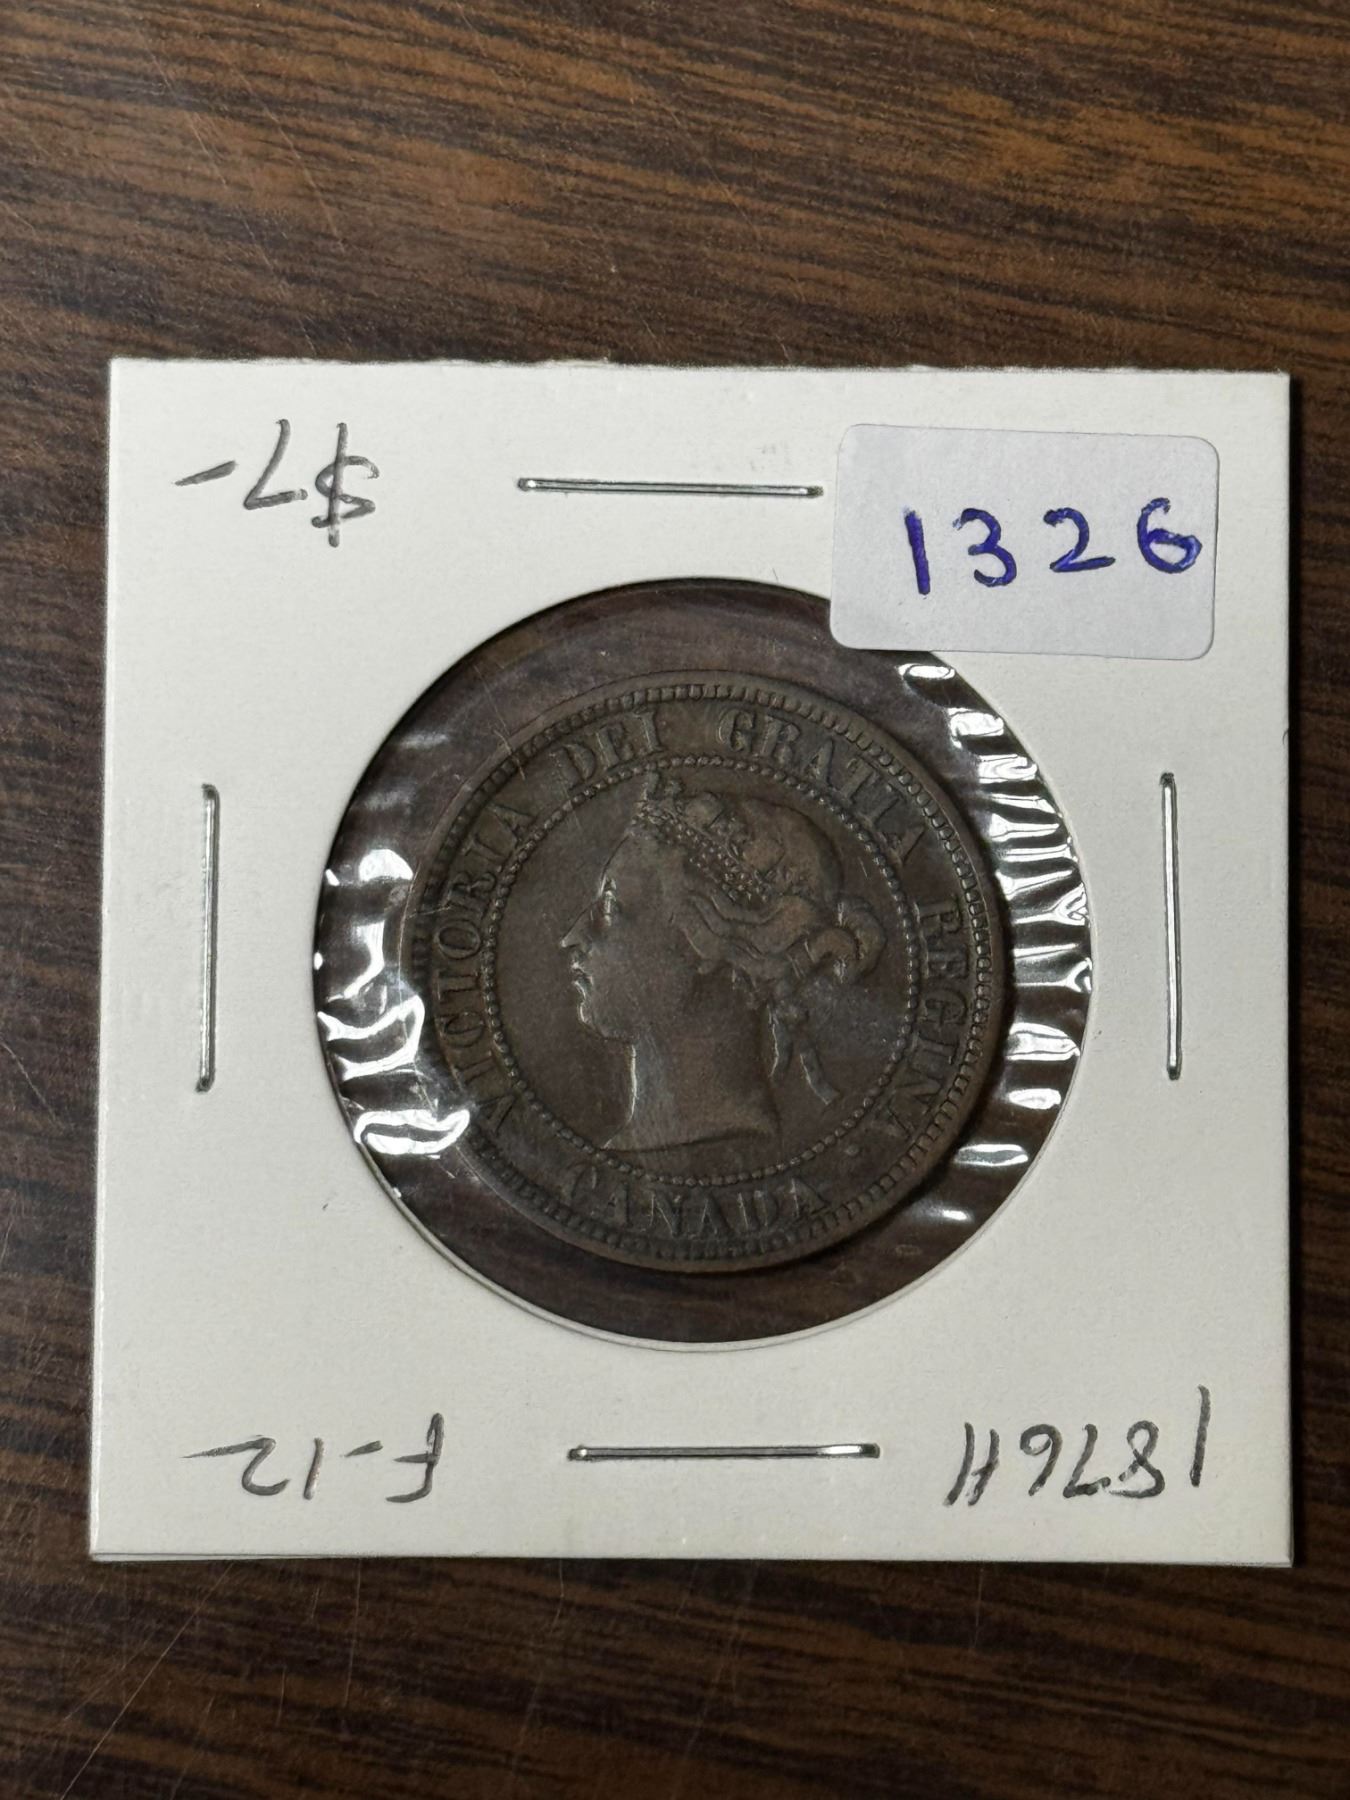 $7-
1326
VICTORIA DEI GRATIA REGINA.
CANADA
F-12
1876H